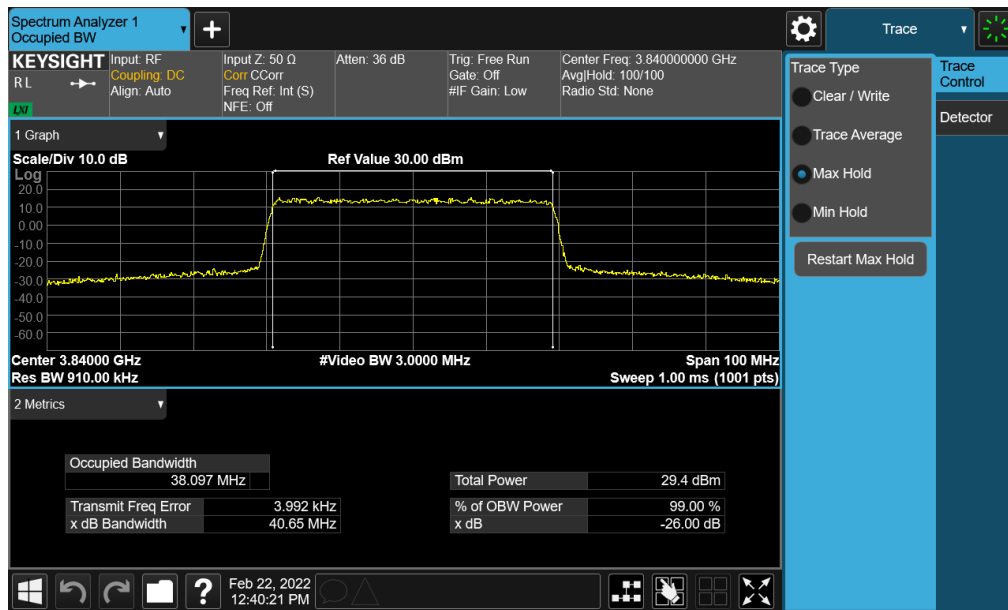 Spectrum Analyzer 1
Occupied BW
Trace
KEYSIGHT
R L
LXI
Input: RF
Coupling: DC
Align: Auto
Input Z: 50 Ω
Corr CCorr
Freq Ref: Int (S)
NFE: Off
Atten: 36 dB
Trig: Free Run
Gate: Off
#IF Gain: Low
Center Freq: 3.840000000 GHz
Avg|Hold: 100/100
Radio Std: None
Trace Type
Clear / Write
Trace Average
Max Hold
Min Hold
Restart Max Hold
Trace
Control
Detector
1 Graph
Scale/Div 10.0 dB
Ref Value 30.00 dBm
Log
20.0
10.0
0.00
-10.0
-20.0
-30.0
-40.0
-50.0
-60.0
Center 3.84000 GHz
#Video BW 3.0000 MHz
Span 100 MHz
Res BW 910.00 kHz
Sweep 1.00 ms (1001 pts)
2 Metrics
Occupied Bandwidth
38.097 MHz
Total Power 29.4 dBm
Transmit Freq Error 3.992 kHz
% of OBW Power 99.00 %
x dB Bandwidth 40.65 MHz
x dB -26.00 dB
?
Feb 22, 2022
12:40:21 PM